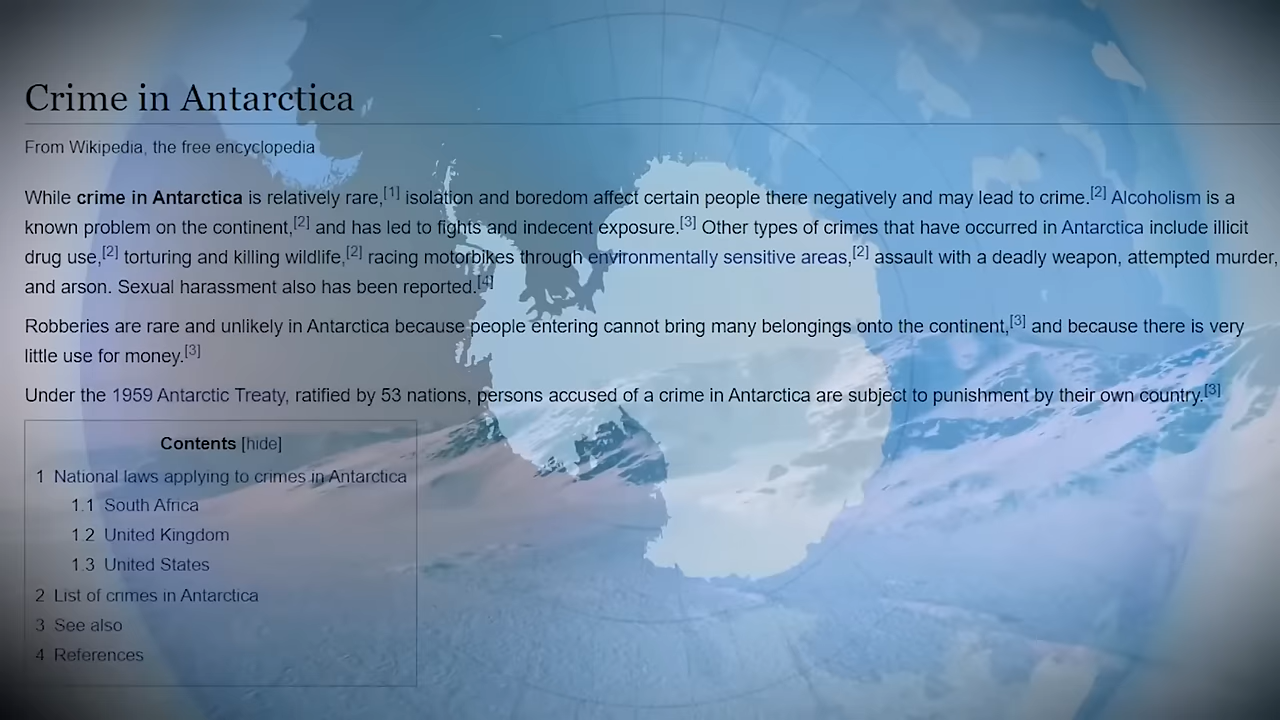 Crime in Antarctica
From Wikipedia, the free encyclopedia
While crime in Antarctica is relatively rare,[1] isolation and boredom affect certain people there negatively and may lead to crime.[2] Alcoholism is a
known problem on the continent,[2] and has led to fights and indecent exposure.[3] Other types of crimes that have occurred in Antarctica include illicit
drug use,[2] torturing and killing wildlife,[2] racing motorbikes through environmentally sensitive areas,[2] assault with a deadly weapon, attempted murder,
and arson. Sexual harassment also has been reported.[4]
Robberies are rare and unlikely in Antarctica because people entering cannot bring many belongings onto the continent,[3] and because there is very
little use for money.[3]
Under the 1959 Antarctic Treaty, ratified by 53 nations, persons accused of a crime in Antarctica are subject to punishment by their own country.[3]
Contents [hide]
1 National laws applying to crimes in Antarctica
1.1 South Africa
1.2 United Kingdom
1.3 United States
2 List of crimes in Antarctica
3 See also
4 References